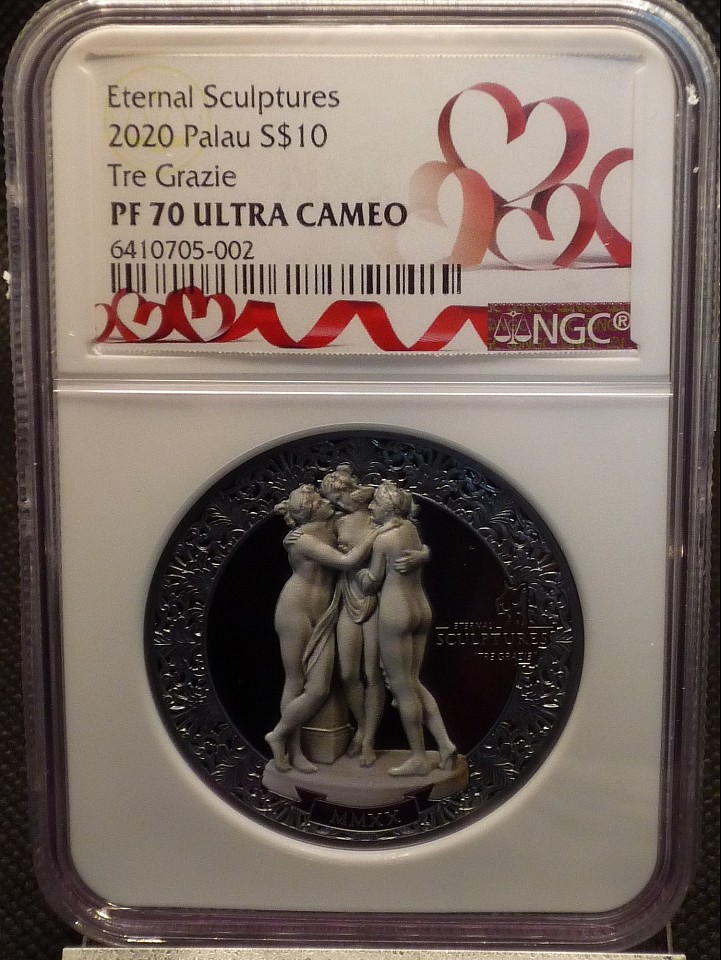 Eternal Sculptures
2020 Palau S$10
Tre Grazie
PF 70 ULTRA CAMEO
6410705-002
NGC®
ETERNAL
SCULPTURES
"TRE GRAZIE"
MMXX